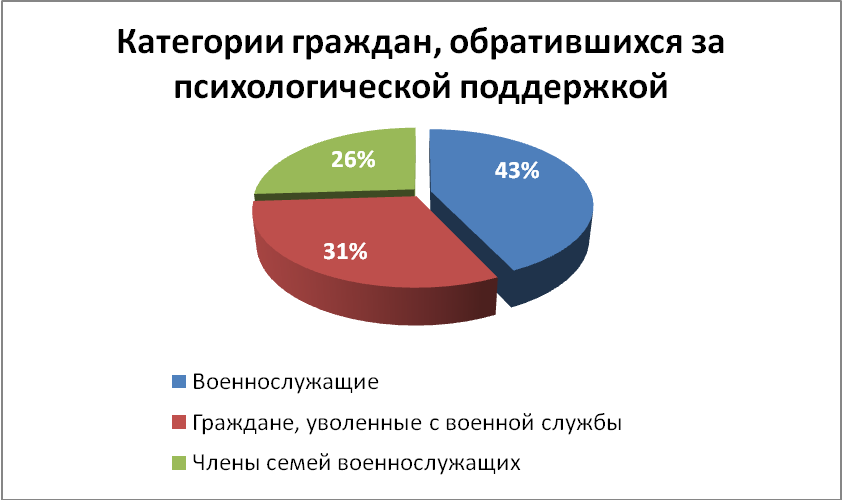 Категории граждан, обратившихся за
психологической поддержкой
26%
43%
31%
Военнослужащие
Граждане, уволенные с военной службы
Члены семей военнослужащих